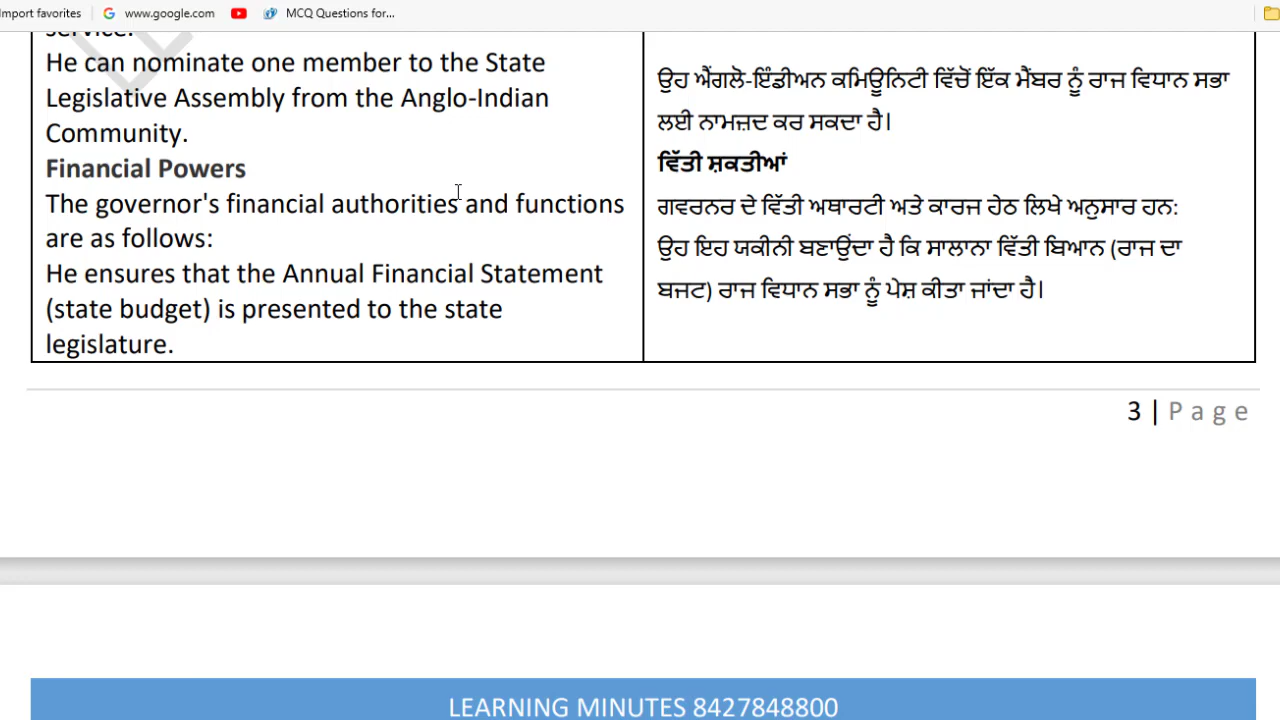 Import favorites
www.google.com
MCQ Questions for...
service.
He can nominate one member to the State
Legislative Assembly from the Anglo-Indian
Community.
Financial Powers
The governor's financial authorities and functions
are as follows:
He ensures that the Annual Financial Statement
(state budget) is presented to the state
legislature.
ਉਹ ਐਂਗਲੋ-ਇੰਡੀਅਨ ਕਮਿਊਨਿਟੀ ਵਿੱਚੋਂ ਇੱਕ ਮੈਂਬਰ ਨੂੰ ਰਾਜ ਵਿਧਾਨ ਸਭਾ
ਲਈ ਨਾਮਜ਼ਦ ਕਰ ਸਕਦਾ ਹੈ।
ਵਿੱਤੀ ਸ਼ਕਤੀਆਂ
ਗਵਰਨਰ ਦੇ ਵਿੱਤੀ ਅਥਾਰਟੀ ਅਤੇ ਕਾਰਜ ਹੇਠ ਲਿਖੇ ਅਨੁਸਾਰ ਹਨ:
ਉਹ ਇਹ ਯਕੀਨੀ ਬਣਾਉਂਦਾ ਹੈ ਕਿ ਸਾਲਾਨਾ ਵਿੱਤੀ ਬਿਆਨ (ਰਾਜ ਦਾ
ਬਜਟ) ਰਾਜ ਵਿਧਾਨ ਸਭਾ ਨੂੰ ਪੇਸ਼ ਕੀਤਾ ਜਾਂਦਾ ਹੈ।
3 | Page
LEARNING MINUTES 8427848800